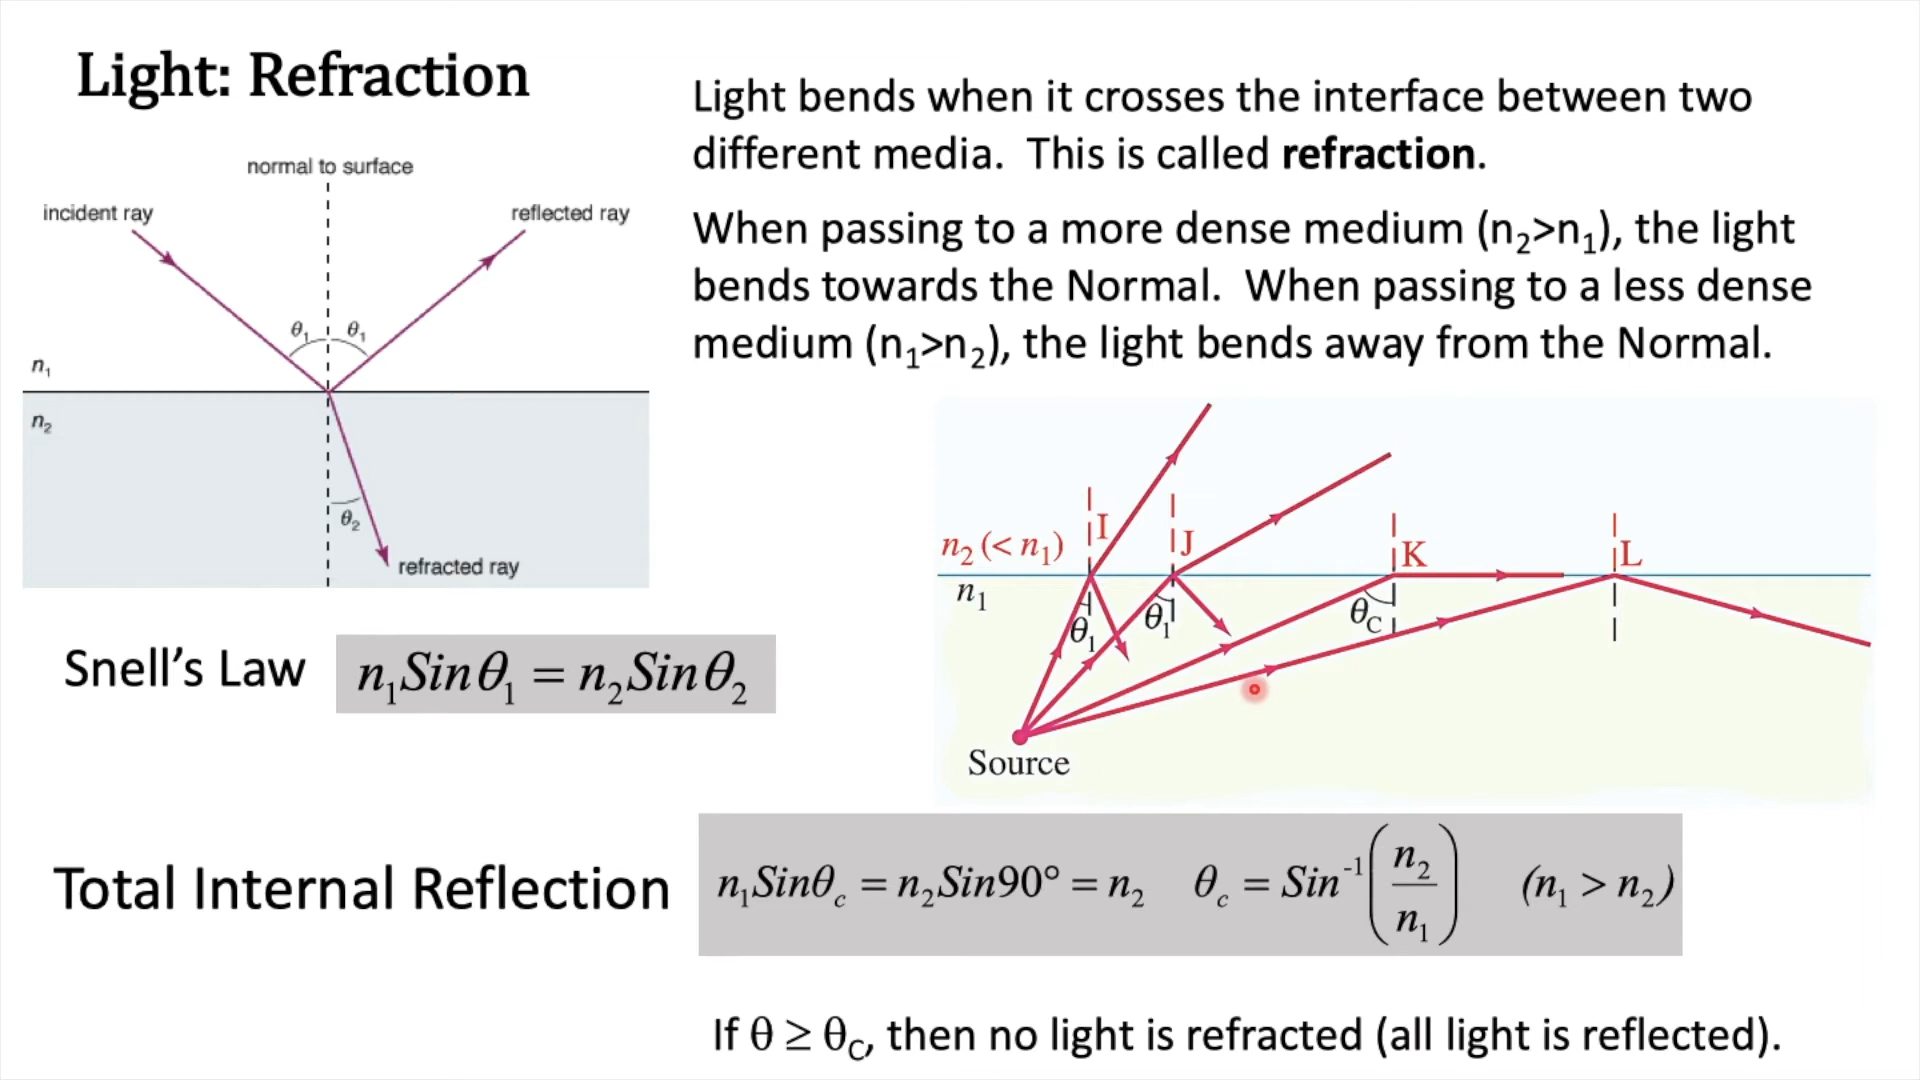 Light: Refraction
Light bends when it crosses the interface between two
different media. This is called refraction.
When passing to a more dense medium (n₂>n₁), the light
bends towards the Normal. When passing to a less dense
medium (n₁>n₂), the light bends away from the Normal.
normal to surface
incident ray
reflected ray
θ₁ θ₁
n₁
n₂
θ₂
refracted ray
n₂ (< n₁)
I
J
K
L
n₁
θ₁
θ₁
θC
Source
Snell’s Law
n₁Sinθ₁ = n₂Sinθ₂
Total Internal Reflection
n₁Sinθc = n₂Sin90° = n₂ θc = Sin⁻¹(n₂/n₁) (n₁ > n₂)
If θ ≥ θC, then no light is refracted (all light is reflected).